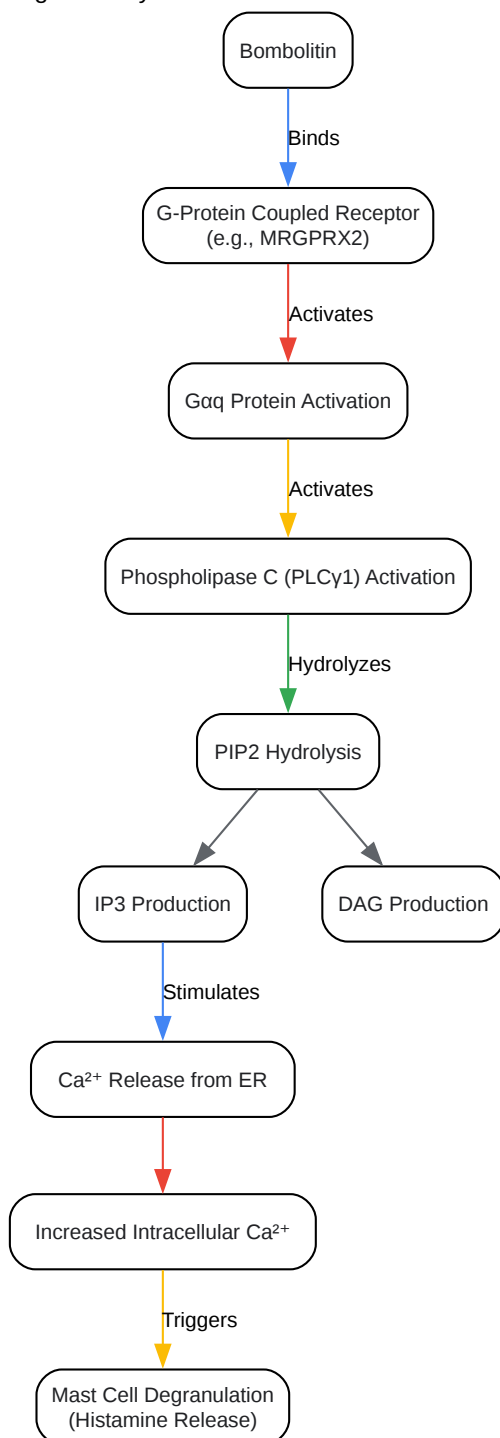 Bombolitin
Binds
G-Protein Coupled Receptor
(e.g., MRGPRX2)
Activates
Gαq Protein Activation
Activates
Phospholipase C (PLCγ1) Activation
Hydrolyzes
PIP2 Hydrolysis
IP3 Production
DAG Production
Stimulates
Ca²⁺ Release from ER
Increased Intracellular Ca²⁺
Triggers
Mast Cell Degranulation
(Histamine Release)